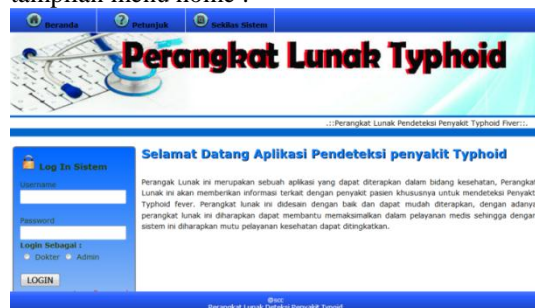 tampilan menu home :
Beranda
Petunjuk
Sekilas Sistem
Perangkat Lunak Typhoid
.::Perangkat Lunak Pendeteksi Penyakit Typhoid Fiver::.
Log In Sistem
Username
Password
Login Sebagai :
Dokter Admin
LOGIN
Selamat Datang Aplikasi Pendeteksi penyakit Typhoid
Perangak Lunak ini merupakan sebuah aplikasi yang dapat diterapkan dalam bidang kesehatan, Perangkat
Lunak ini akan memberikan informasi terkait dengan penyakit pasien khususnya untuk mendeteksi Penyakt
Typhoid fever. Perangkat lunak ini didesain dengan baik dan dapat mudah diterapkan, dengan adanya
perangkat lunak ini diharapkan dapat membantu memaksimalkan dalam pelayanan medis sehingga dengan
sistem ini diharapkan mutu pelayanan kesehatan dapat ditingkatkan.
@scc
Perangkat Lunak Deteksi Penyakit Typoid